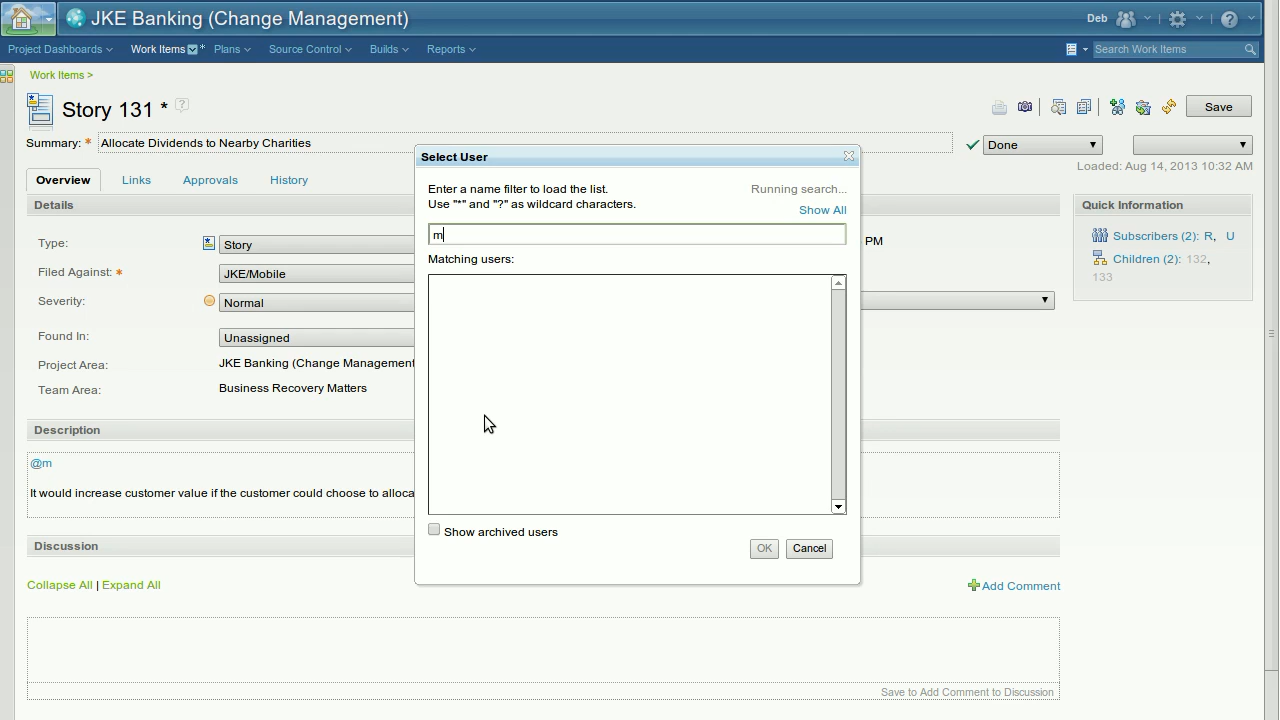 JKE Banking (Change Management)
Deb
Project Dashboards Work Items * Plans Source Control Builds Reports
Search Work Items
Work Items >
Story 131 * ?
Save
Summary: * Allocate Dividends to Nearby Charities
Done
Loaded: Aug 14, 2013 10:32 AM
Overview Links Approvals History
Details
Quick Information
Type: Story
PM
Subscribers (2): R, U
Filed Against: * JKE/Mobile
Children (2): 132,
133
Severity: Normal
Found In: Unassigned
Project Area: JKE Banking (Change Management
Team Area: Business Recovery Matters
Description
@m
It would increase customer value if the customer could choose to alloca
Discussion
Collapse All | Expand All
Add Comment
Save to Add Comment to Discussion
Select User
Enter a name filter to load the list.
Running search...
Use "*" and "?" as wildcard characters.
Show All
m
Matching users:
Show archived users
OK Cancel